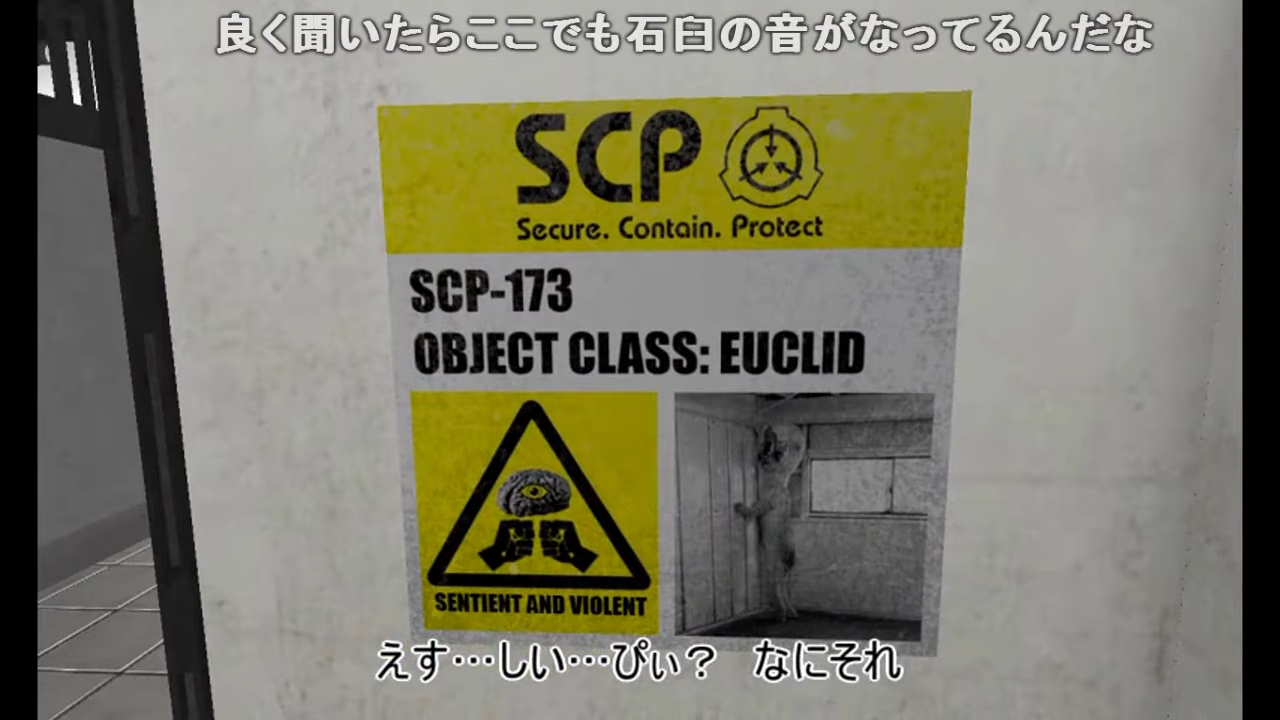 良く聞いたらここでも石臼の音がなってるんだな
SCP
Secure. Contain. Protect
SCP-173
OBJECT CLASS: EUCLID
SENTIENT AND VIOLENT
えす…しい…ぴぃ？　なにそれ